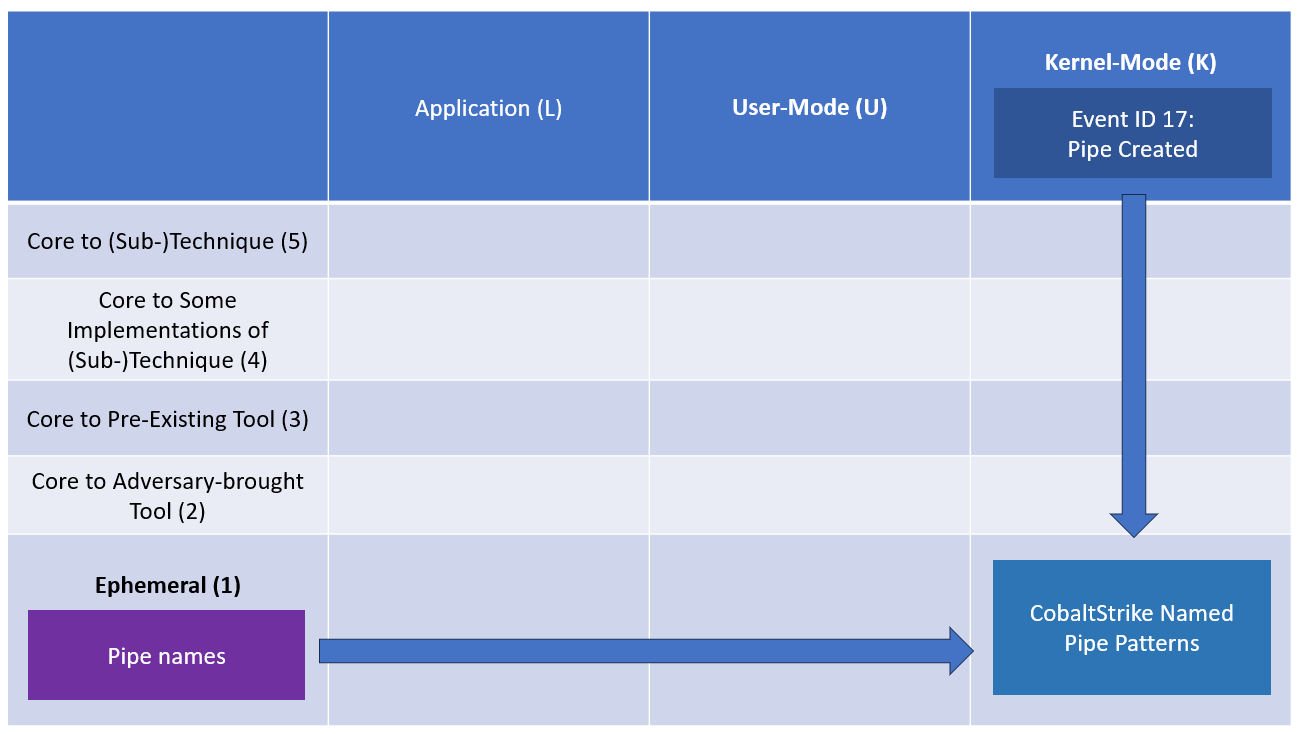 Application (L)
User-Mode (U)
Kernel-Mode (K)
Event ID 17:
Pipe Created
Core to (Sub-)Technique (5)
Core to Some
Implementations of
(Sub-)Technique (4)
Core to Pre-Existing Tool (3)
Core to Adversary-brought
Tool (2)
Ephemeral (1)
Pipe names
CobaltStrike Named
Pipe Patterns